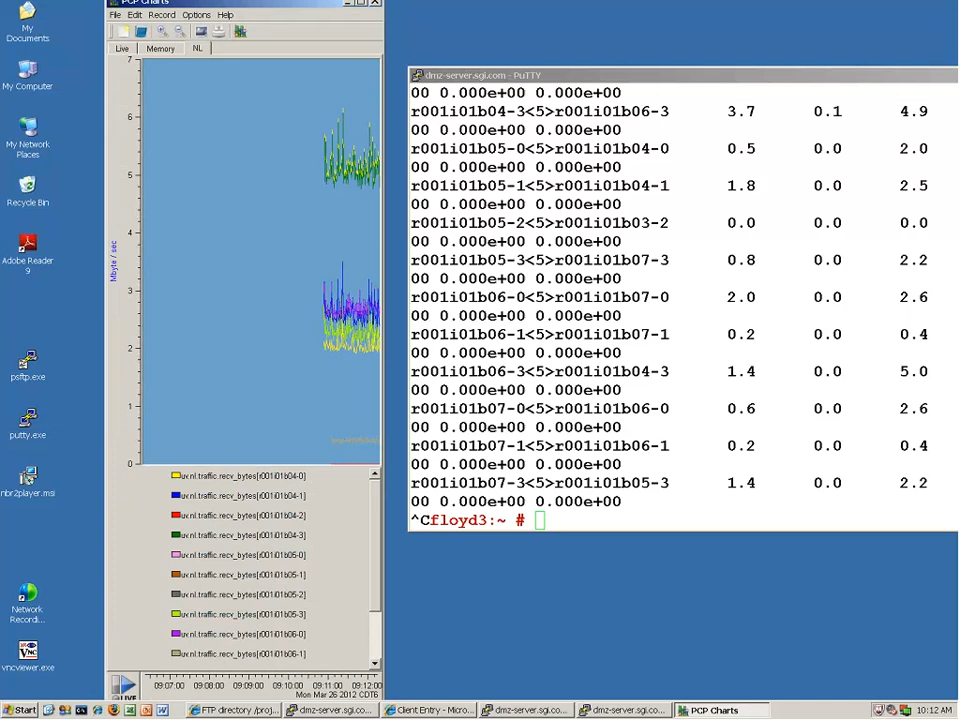 My
Documents
My Computer
My Network
Places
Recycle Bin
Adobe Reader
9
psftp.exe
putty.exe
nbr2player.msi
Network
Recordi...
vncviewer.exe
PCP Charts
File Edit Record Options Help
Live Memory NL
7
6
5
4
3
2
1
0
Mbyte / sec
uv.nl.traffic.recv_bytes[r001i01b04-0]
uv.nl.traffic.recv_bytes[r001i01b04-1]
uv.nl.traffic.recv_bytes[r001i01b04-2]
uv.nl.traffic.recv_bytes[r001i01b04-3]
uv.nl.traffic.recv_bytes[r001i01b05-0]
uv.nl.traffic.recv_bytes[r001i01b05-1]
uv.nl.traffic.recv_bytes[r001i01b05-2]
uv.nl.traffic.recv_bytes[r001i01b05-3]
uv.nl.traffic.recv_bytes[r001i01b06-0]
uv.nl.traffic.recv_bytes[r001i01b06-1]
LIVE
09:07:00 09:08:00 09:09:00 09:10:00 09:11:00 09:12:00
Mon Mar 26 2012 CDT6
dmz-server.sgi.com - PuTTY
00 0.000e+00 0.000e+00
r001i01b04-3<5>r001i01b06-3 3.7 0.1 4.9
00 0.000e+00 0.000e+00
r001i01b05-0<5>r001i01b04-0 0.5 0.0 2.0
00 0.000e+00 0.000e+00
r001i01b05-1<5>r001i01b04-1 1.8 0.0 2.5
00 0.000e+00 0.000e+00
r001i01b05-2<5>r001i01b03-2 0.0 0.0 0.0
00 0.000e+00 0.000e+00
r001i01b05-3<5>r001i01b07-3 0.8 0.0 2.2
00 0.000e+00 0.000e+00
r001i01b06-0<5>r001i01b07-0 2.0 0.0 2.6
00 0.000e+00 0.000e+00
r001i01b06-1<5>r001i01b07-1 0.2 0.0 0.4
00 0.000e+00 0.000e+00
r001i01b06-3<5>r001i01b04-3 1.4 0.0 5.0
00 0.000e+00 0.000e+00
r001i01b07-0<5>r001i01b06-0 0.6 0.0 2.6
00 0.000e+00 0.000e+00
r001i01b07-1<5>r001i01b06-1 0.2 0.0 0.4
00 0.000e+00 0.000e+00
r001i01b07-3<5>r001i01b05-3 1.4 0.0 2.2
00 0.000e+00 0.000e+00
^Cfloyd3:~ #
Start FTP directory /proj... dmz-server.sgi.co... Client Entry - Micro... dmz-server.sgi.co... dmz-server.sgi.co... PCP Charts 10:12 AM